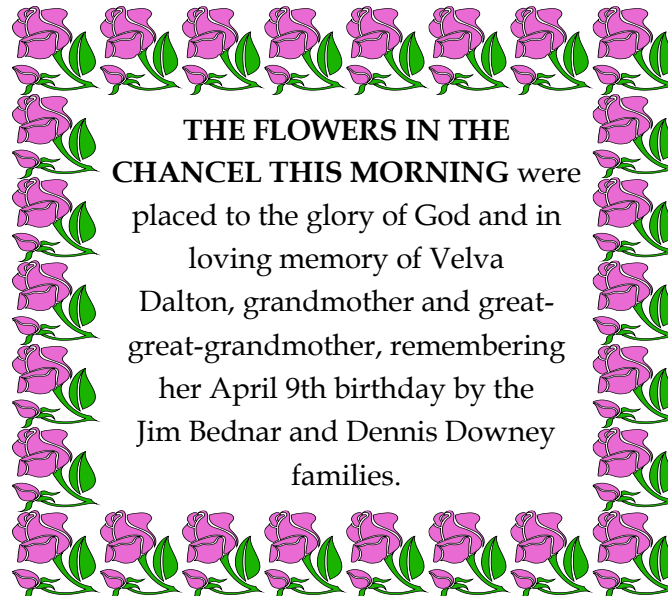 THE FLOWERS IN THE
CHANCEL THIS MORNING were
placed to the glory of God and in
loving memory of Velva
Dalton, grandmother and great-
great-grandmother, remembering
her April 9th birthday by the
Jim Bednar and Dennis Downey
families.